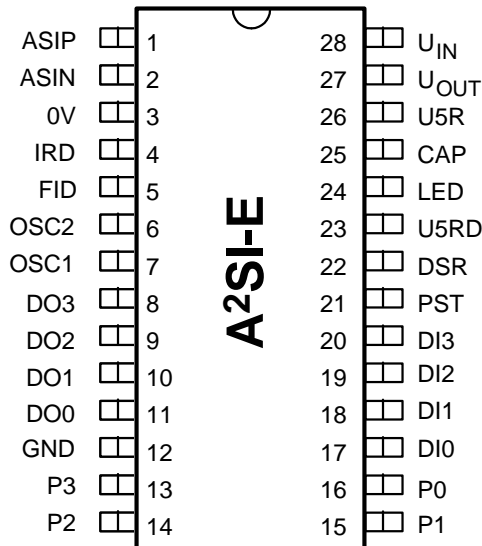 ASIP 1 28 U_IN
ASIN 2 27 U_OUT
0V 3 26 U5R
IRD 4 25 CAP
FID 5 24 LED
OSC2 6 23 U5RD
OSC1 7 22 DSR
DO3 8 21 PST
DO2 9 20 DI3
DO1 10 19 DI2
DO0 11 18 DI1
GND 12 17 DI0
P3 13 16 P0
P2 14 15 P1
A²SI-E